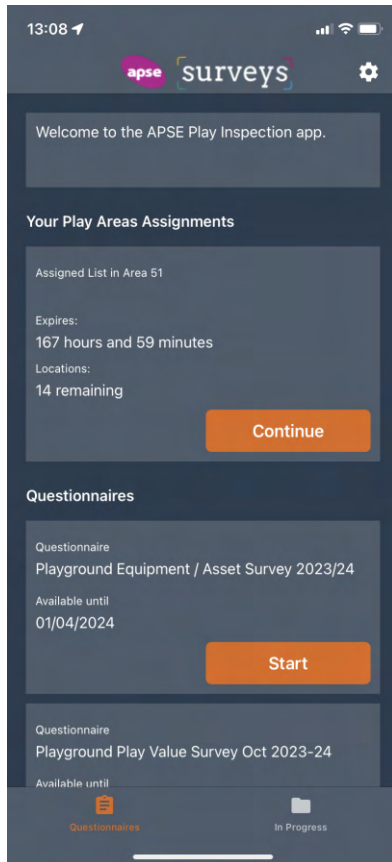 13:08
apse surveys
Welcome to the APSE Play Inspection app.
Your Play Areas Assignments
Assigned List in Area 51
Expires:
167 hours and 59 minutes
Locations:
14 remaining
Continue
Questionnaires
Questionnaire
Playground Equipment / Asset Survey 2023/24
Available until
01/04/2024
Start
Questionnaire
Playground Play Value Survey Oct 2023-24
Available until
Questionnaires In Progress